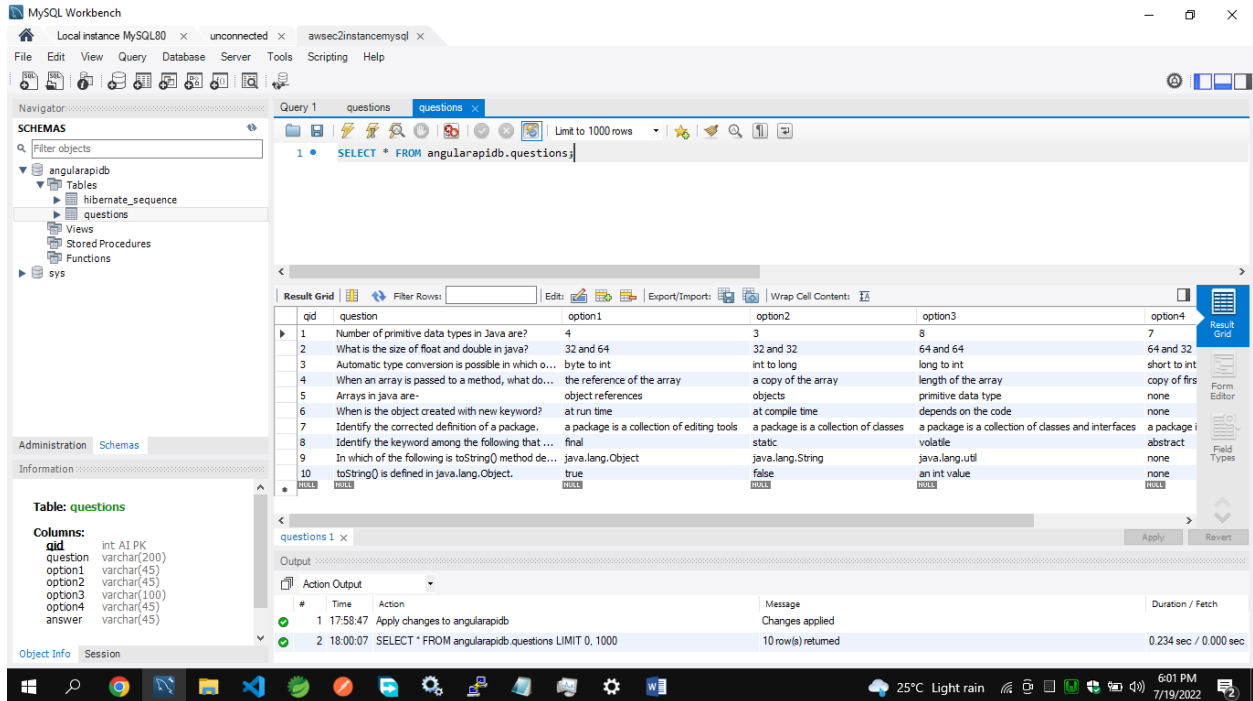 MySQL Workbench
Local instance MySQL80 × unconnected × awsec2instancemysql ×
File Edit View Query Database Server Tools Scripting Help
Navigator
SCHEMAS
Filter objects
angularapidb
Tables
hibernate_sequence
questions
Views
Stored Procedures
Functions
sys
Administration Schemas
Information
Table: questions
Columns:
qid int AI PK
question varchar(200)
option1 varchar(45)
option2 varchar(45)
option3 varchar(100)
option4 varchar(45)
answer varchar(45)
Object Info Session
Query 1 questions questions ×
Limit to 1000 rows
1 SELECT * FROM angularapidb.questions;
Result Grid Filter Rows: Edit: Export/Import: Wrap Cell Content:
qid question option1 option2 option3 option4
1 Number of primitive data types in Java are? 4 3 8 7
2 What is the size of float and double in java? 32 and 64 32 and 32 64 and 64 64 and 32
3 Automatic type conversion is possible in which o... byte to int int to long long to int short to int
4 When an array is passed to a method, what do... the reference of the array a copy of the array length of the array copy of firs
5 Arrays in java are- object references objects primitive data type none
6 When is the object created with new keyword? at run time at compile time depends on the code none
7 Identify the corrected definition of a package. a package is a collection of editing tools a package is a collection of classes a package is a collection of classes and interfaces a package i
8 Identify the keyword among the following that ... final static volatile abstract
9 In which of the following is toString() method de... java.lang.Object java.lang.String java.lang.util none
10 toString() is defined in java.lang.Object. true false an int value none
NULL NULL NULL NULL NULL NULL
Result Grid
Form Editor
Field Types
questions 1 × Apply Revert
Output
Action Output
# Time Action Message Duration / Fetch
1 17:58:47 Apply changes to angularapidb Changes applied
2 18:00:07 SELECT * FROM angularapidb.questions LIMIT 0, 1000 10 row(s) returned 0.234 sec / 0.000 sec
25°C Light rain
6:01 PM
7/19/2022
2